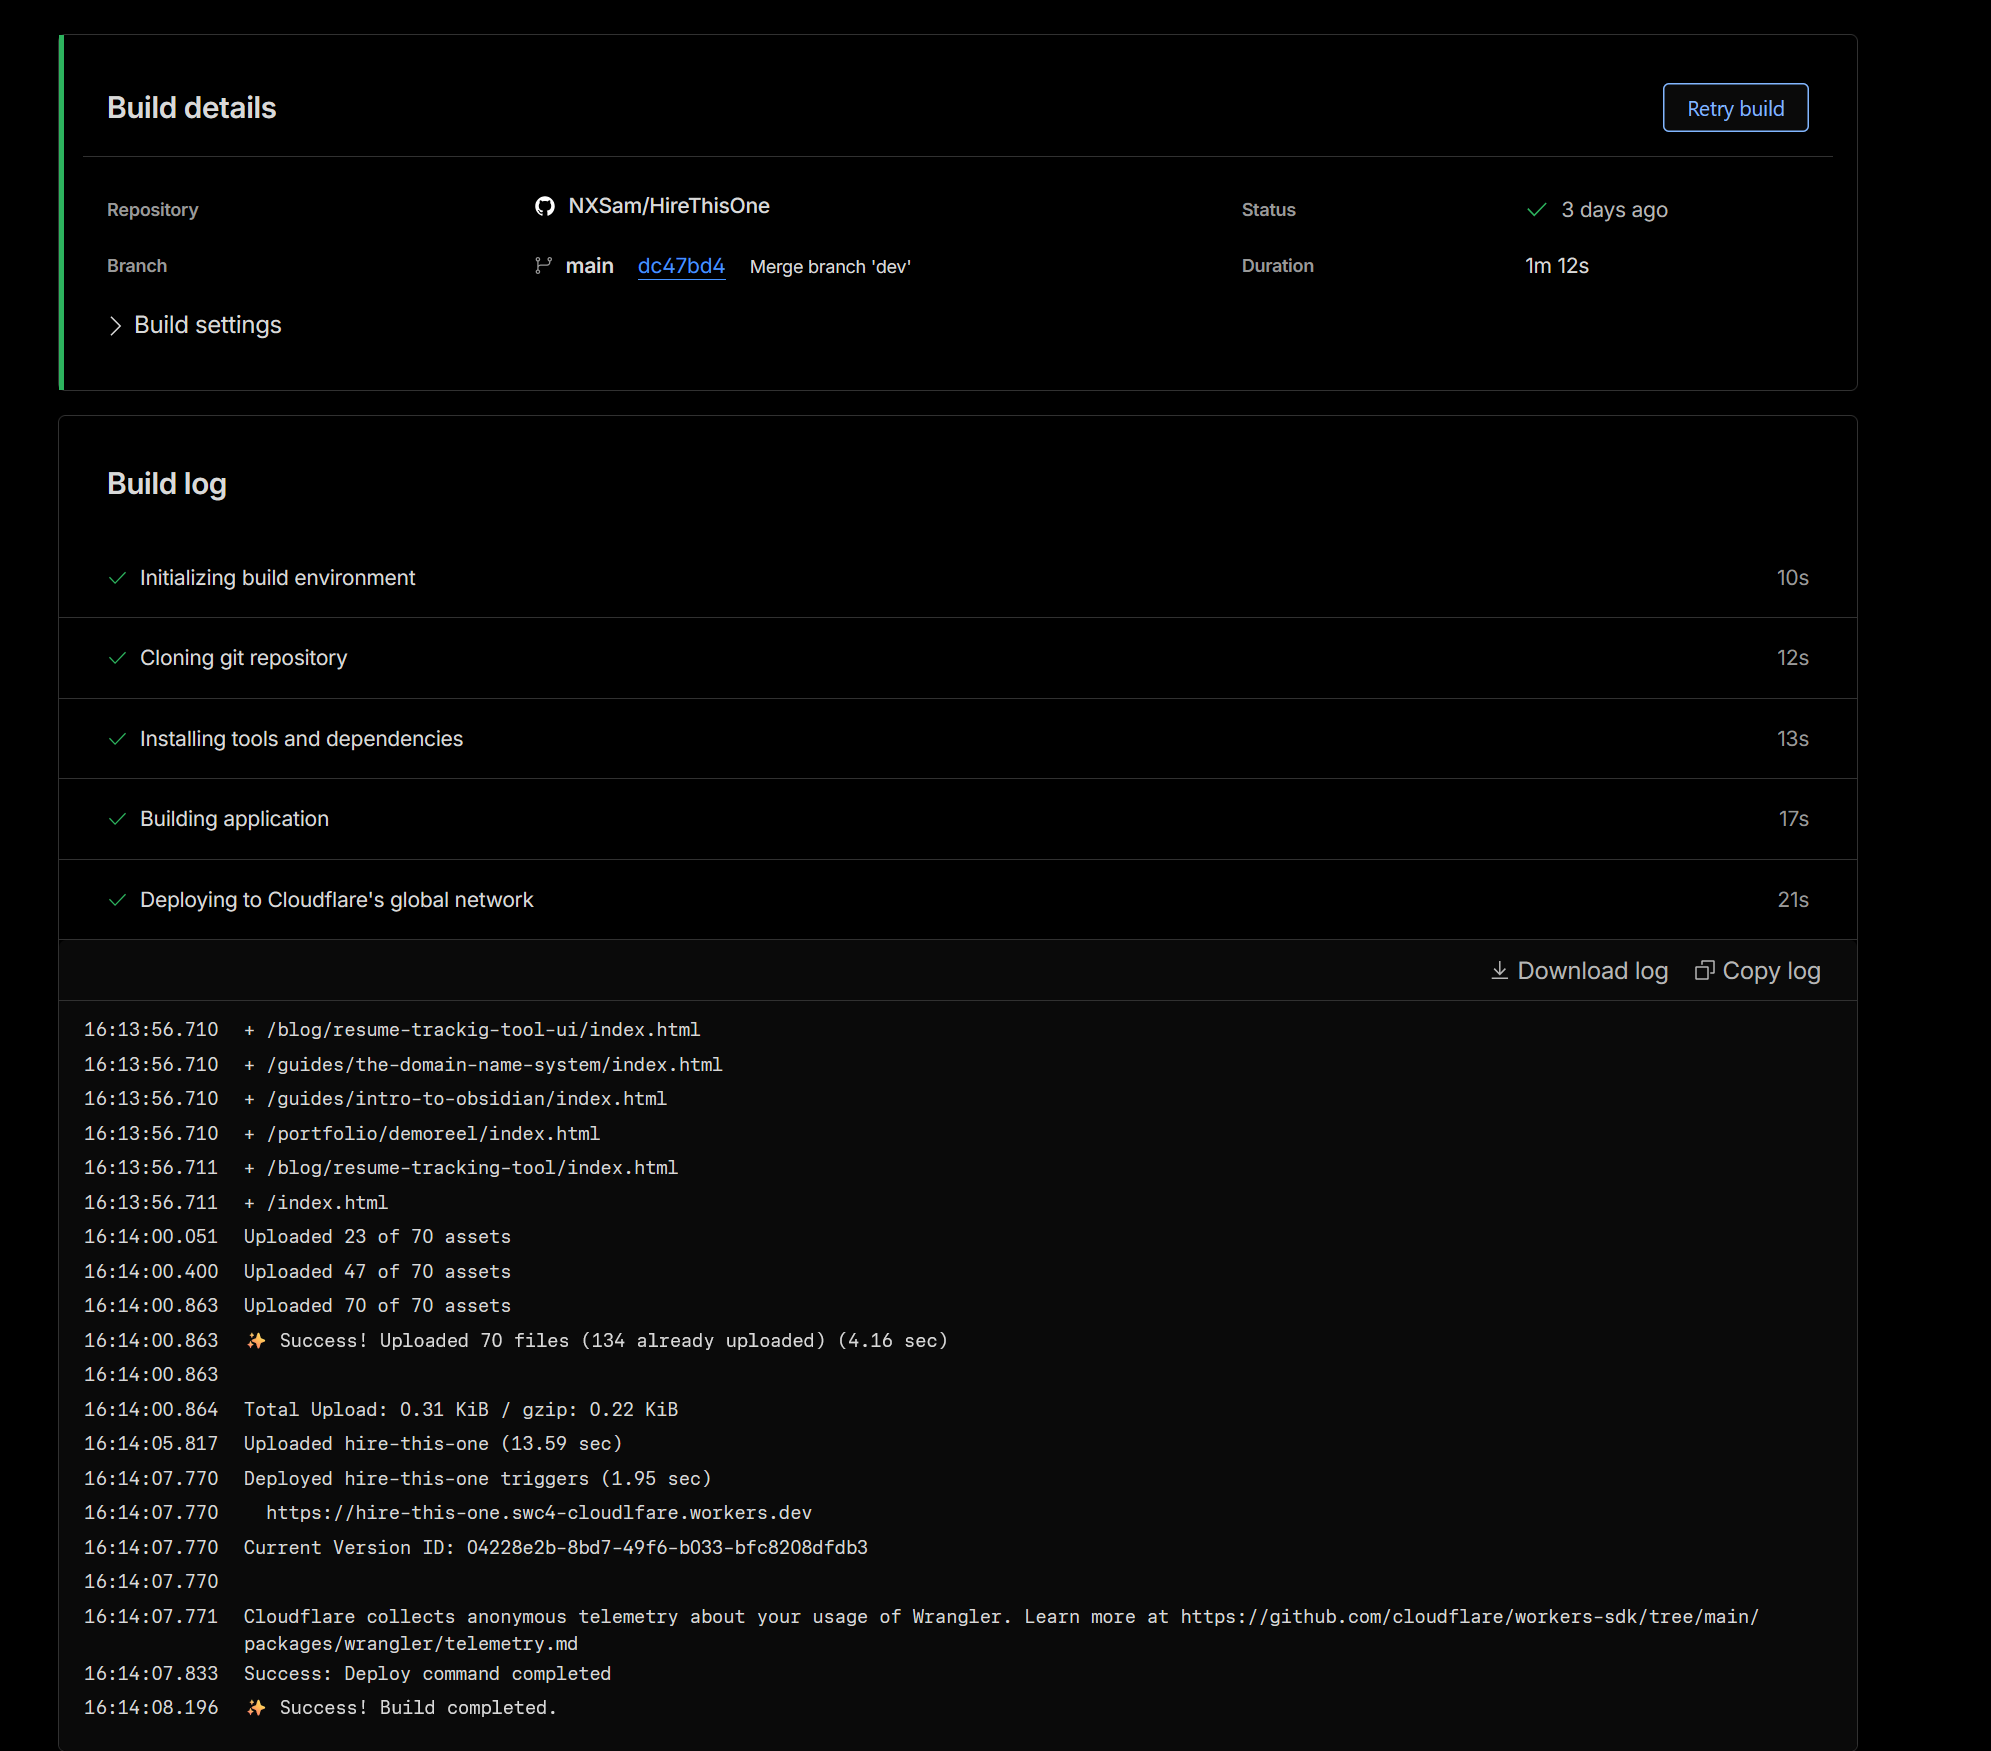 Build details
Retry build
Repository
NXSam/HireThisOne
Status
3 days ago
Branch
main dc47bd4 Merge branch 'dev'
Duration
1m 12s
Build settings
Build log
Initializing build environment 10s
Cloning git repository 12s
Installing tools and dependencies 13s
Building application 17s
Deploying to Cloudflare's global network 21s
Download log Copy log
16:13:56.710 + /blog/resume-trackig-tool-ui/index.html
16:13:56.710 + /guides/the-domain-name-system/index.html
16:13:56.710 + /guides/intro-to-obsidian/index.html
16:13:56.710 + /portfolio/demoreel/index.html
16:13:56.711 + /blog/resume-tracking-tool/index.html
16:13:56.711 + /index.html
16:14:00.051 Uploaded 23 of 70 assets
16:14:00.400 Uploaded 47 of 70 assets
16:14:00.863 Uploaded 70 of 70 assets
16:14:00.863 ✨ Success! Uploaded 70 files (134 already uploaded) (4.16 sec)
16:14:00.863
16:14:00.864 Total Upload: 0.31 KiB / gzip: 0.22 KiB
16:14:05.817 Uploaded hire-this-one (13.59 sec)
16:14:07.770 Deployed hire-this-one triggers (1.95 sec)
16:14:07.770 https://hire-this-one.swc4-cloudlfare.workers.dev
16:14:07.770 Current Version ID: 04228e2b-8bd7-49f6-b033-bfc8208dfdb3
16:14:07.770
16:14:07.771 Cloudflare collects anonymous telemetry about your usage of Wrangler. Learn more at https://github.com/cloudflare/workers-sdk/tree/main/
packages/wrangler/telemetry.md
16:14:07.833 Success: Deploy command completed
16:14:08.196 ✨ Success! Build completed.